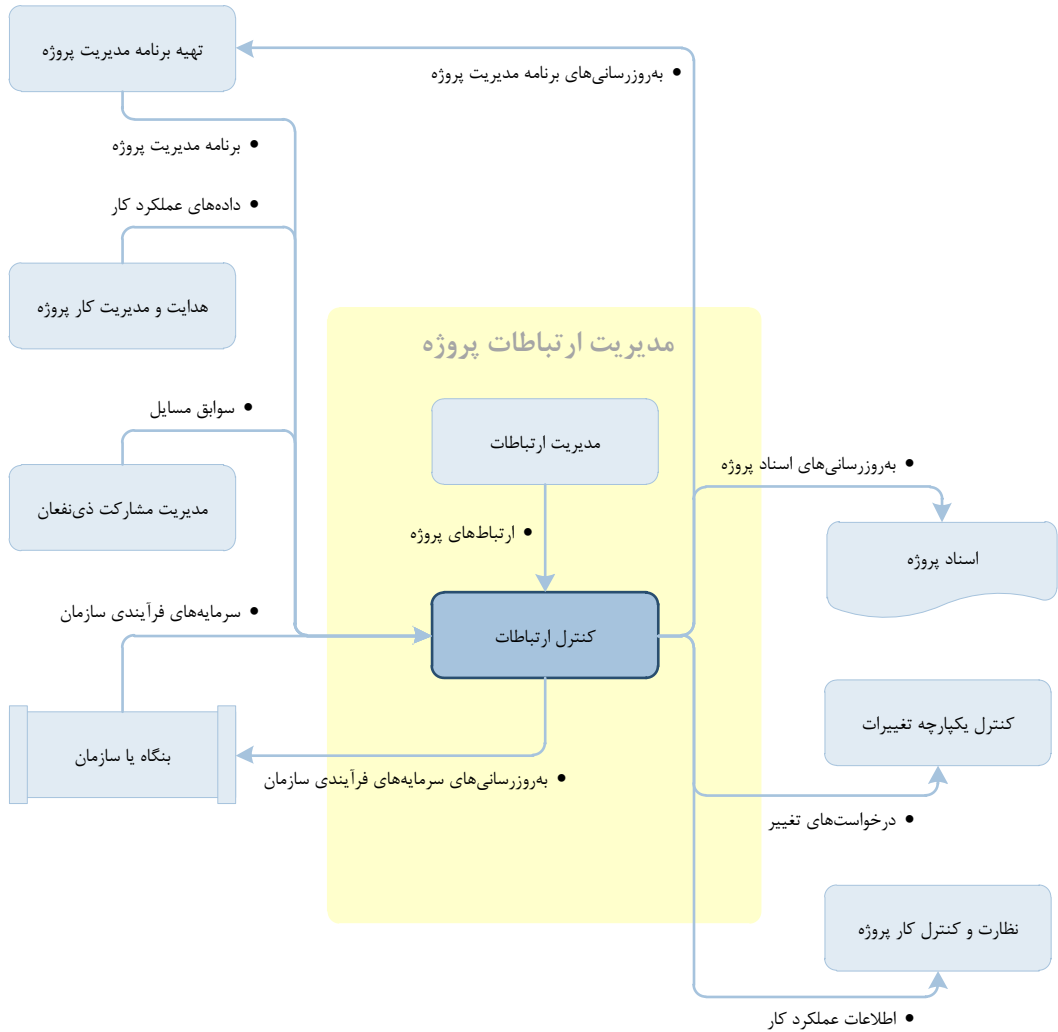 تهیه برنامه مدیریت پروژه
• به‌روزرسانی‌های برنامه مدیریت پروژه
• برنامه مدیریت پروژه
• داده‌های عملکرد کار
هدایت و مدیریت کار پروژه
مدیریت ارتباطات پروژه
• سوابق مسایل
مدیریت ارتباطات
• به‌روزرسانی‌های اسناد پروژه
مدیریت مشارکت ذی‌نفعان
• ارتباط‌های پروژه
اسناد پروژه
• سرمایه‌های فرآیندی سازمان
کنترل ارتباطات
کنترل یکپارچه تغییرات
بنگاه یا سازمان
• به‌روزرسانی‌های سرمایه‌های فرآیندی سازمان
• درخواست‌های تغییر
نظارت و کنترل کار پروژه
• اطلاعات عملکرد کار